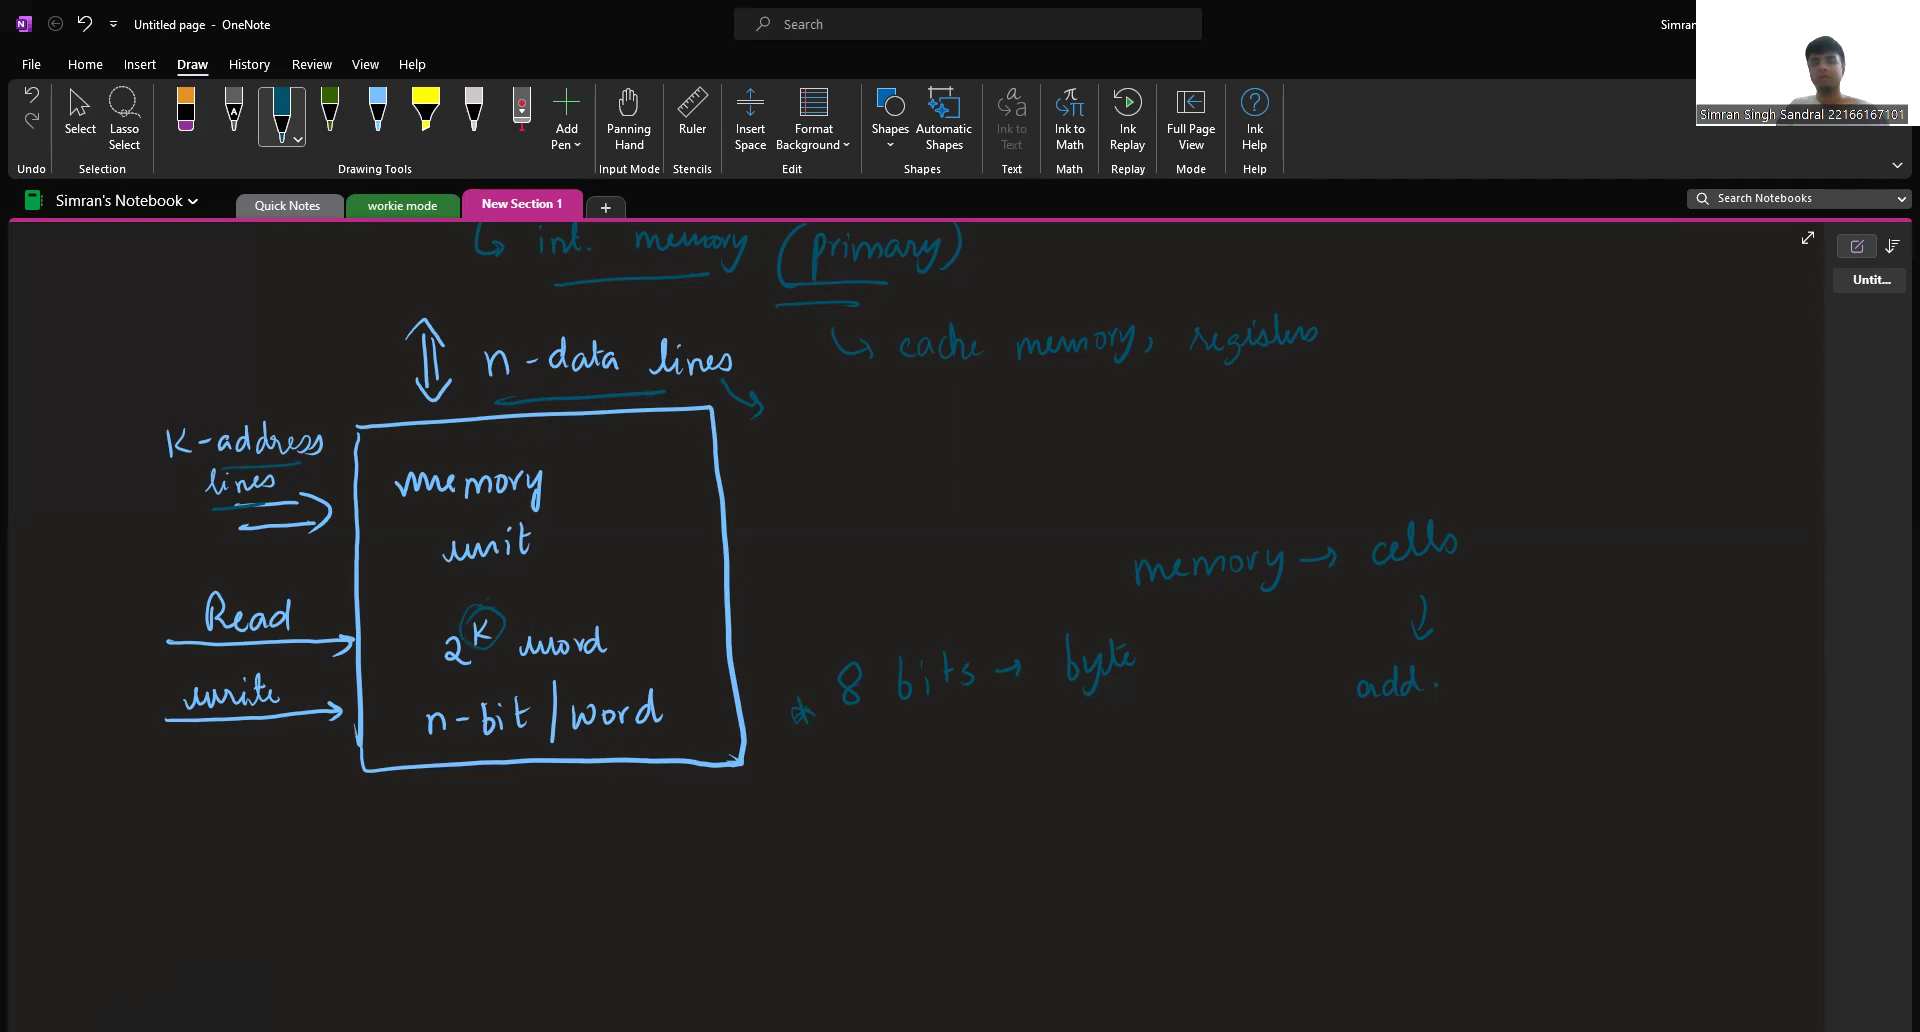 Untitled page - OneNote
Search
Simran
Simran Singh Sandral 22166167101
File Home Insert Draw History Review View Help
Select
Lasso Select
Add Pen
Panning Hand
Ruler
Insert Space
Format Background
Shapes
Automatic Shapes
Ink to Text
Ink to Math
Ink Replay
Full Page View
Ink Help
Undo Selection Drawing Tools Input Mode Stencils Edit Shapes Text Math Replay Mode Help
Simran's Notebook
Quick Notes
workie mode
New Section 1
Search Notebooks
Untit...
int. memory (primary)
cache memory, registers
n-data lines
K-address
lines
memory
unit
memory → cells
add.
Read
2^K word
write
n-bit | word
* 8 bits → byte